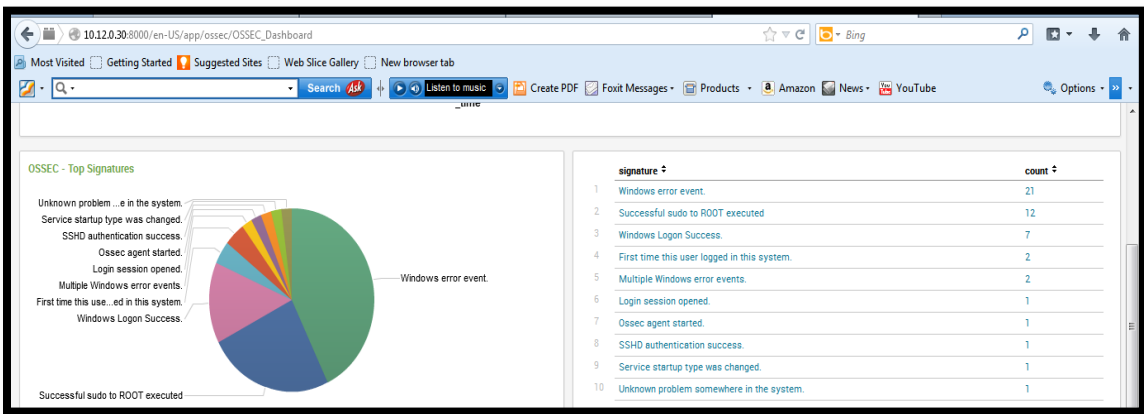 10.12.0.30:8000/en-US/app/ossec/OSSEC_Dashboard
Bing
Most Visited Getting Started Suggested Sites Web Slice Gallery New browser tab
Search Ask Listen to music Create PDF Foxit Messages Products Amazon News YouTube Options
_time
OSSEC - Top Signatures
Unknown problem ...e in the system.
Service startup type was changed.
SSHD authentication success.
Ossec agent started.
Login session opened.
Multiple Windows error events.
First time this use...ed in this system.
Windows Logon Success.
Successful sudo to ROOT executed
Windows error event.
signature count
1 Windows error event. 21
2 Successful sudo to ROOT executed 12
3 Windows Logon Success. 7
4 First time this user logged in this system. 2
5 Multiple Windows error events. 2
6 Login session opened. 1
7 Ossec agent started. 1
8 SSHD authentication success. 1
9 Service startup type was changed. 1
10 Unknown problem somewhere in the system. 1